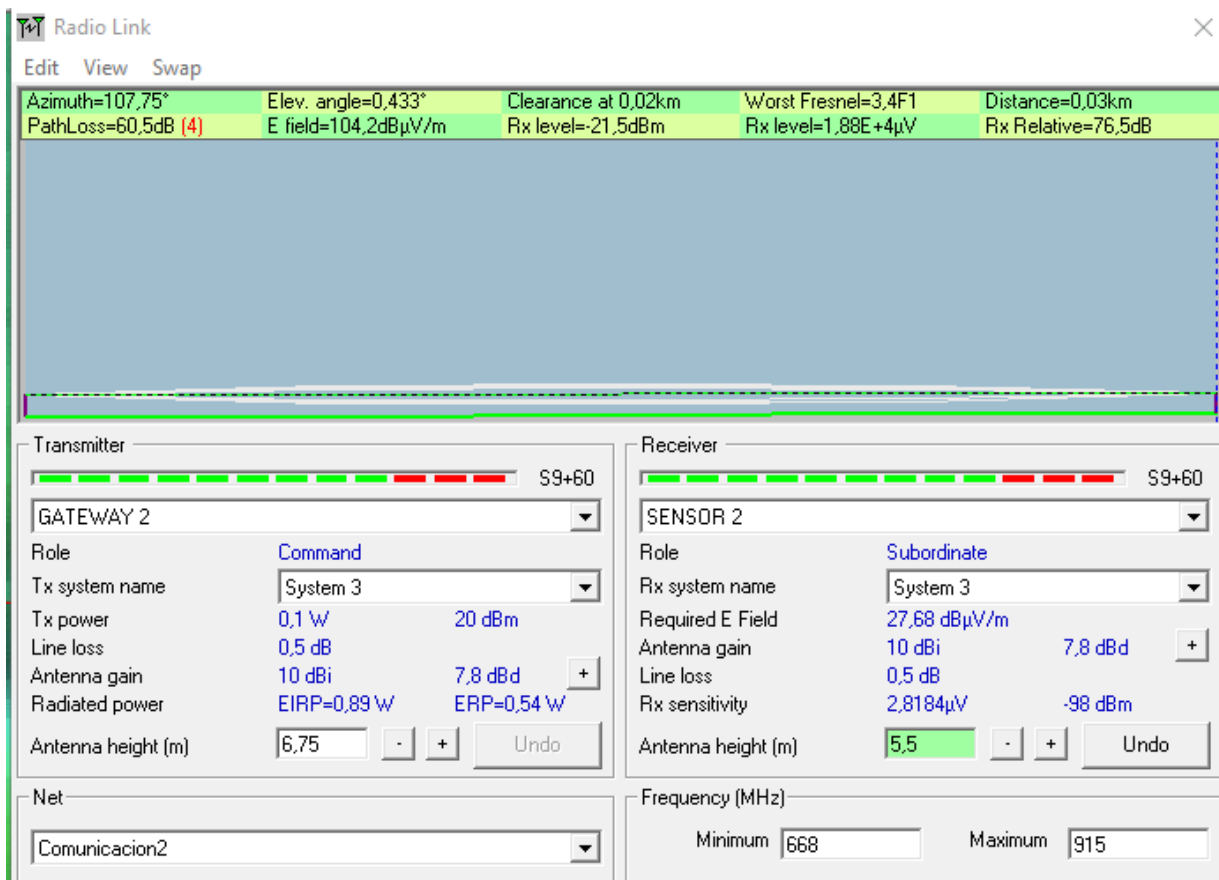 Radio Link
Edit View Swap
Azimuth=107,75° Elev. angle=0,433° Clearance at 0,02km Worst Fresnel=3,4F1 Distance=0,03km
PathLoss=60,5dB (4) E field=104,2dBµV/m Rx level=-21,5dBm Rx level=1,88E+4µV Rx Relative=76,5dB
Transmitter
S9+60
GATEWAY 2
Role Command
Tx system name System 3
Tx power 0,1 W 20 dBm
Line loss 0,5 dB
Antenna gain 10 dBi 7,8 dBd +
Radiated power EIRP=0,89 W ERP=0,54 W
Antenna height (m) 6,75 - + Undo
Net
Comunicacion2
Receiver
S9+60
SENSOR 2
Role Subordinate
Rx system name System 3
Required E Field 27,68 dBµV/m
Antenna gain 10 dBi 7,8 dBd +
Line loss 0,5 dB
Rx sensitivity 2,8184µV -98 dBm
Antenna height (m) 5,5 - + Undo
Frequency (MHz)
Minimum 668 Maximum 915